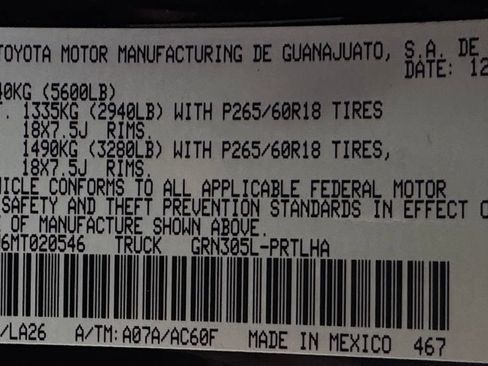 TOYOTA MOTOR MANUFACTURING DE GUANAJUATO, S.A. DE
DATE: 12
40KG (5600LB)
T. 1335KG (2940LB) WITH P265/60R18 TIRES
18X7.5J RIMS.
1490KG (3280LB) WITH P265/60R18 TIRES,
18X7.5J RIMS.
HICLE CONFORMS TO ALL APPLICABLE FEDERAL MOTOR
SAFETY AND THEFT PREVENTION STANDARDS IN EFFECT O
OF MANUFACTURE SHOWN ABOVE.
6MT020546 TRUCK GRN305L-PRTLHA
/LA26 A/TM: A07A/AC60F MADE IN MEXICO 467